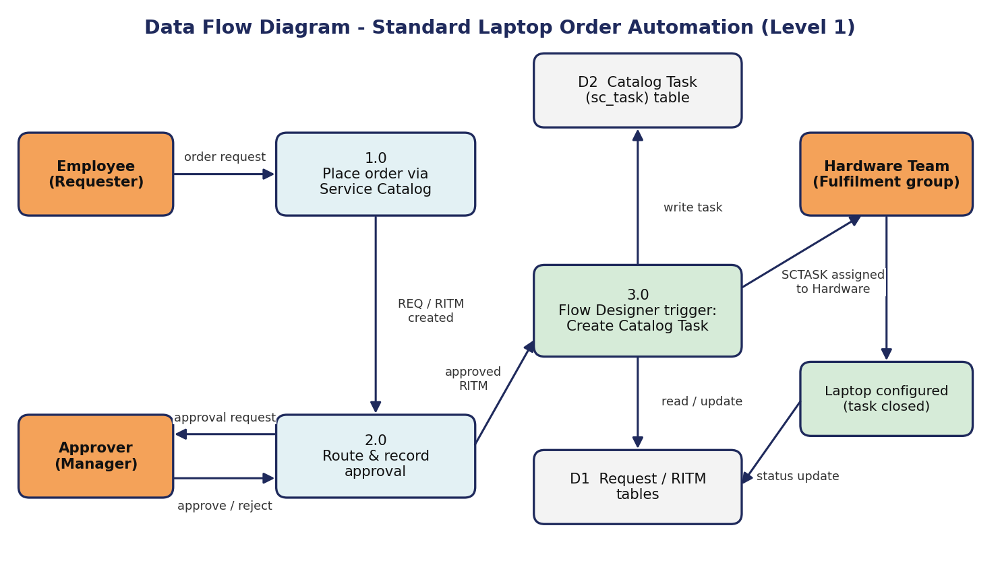 Data Flow Diagram - Standard Laptop Order Automation (Level 1)
D2  Catalog Task
(sc_task) table
Employee
(Requester)
order request
1.0
Place order via
Service Catalog
Hardware Team
(Fulfilment group)
write task
SCTASK assigned
to Hardware
REQ / RITM
created
3.0
Flow Designer trigger:
Create Catalog Task
approved
RITM
read / update
Laptop configured
(task closed)
approval request
Approver
(Manager)
2.0
Route & record
approval
approve / reject
D1  Request / RITM
tables
status update